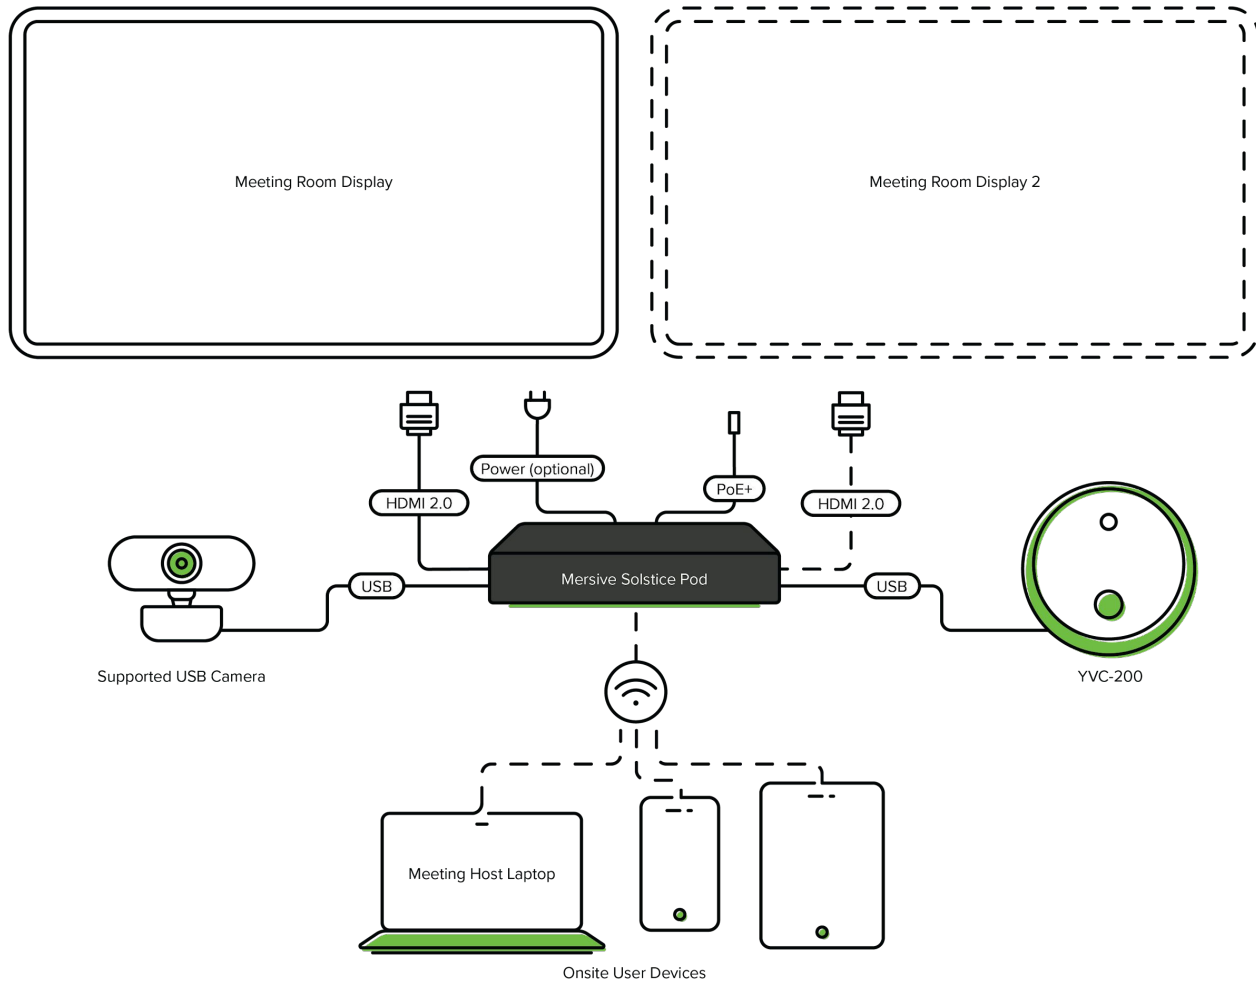 Meeting Room Display
Meeting Room Display 2
Power (optional)
PoE+
HDMI 2.0
HDMI 2.0
Mersive Solstice Pod
USB
USB
Supported USB Camera
YVC-200
Meeting Host Laptop
Onsite User Devices